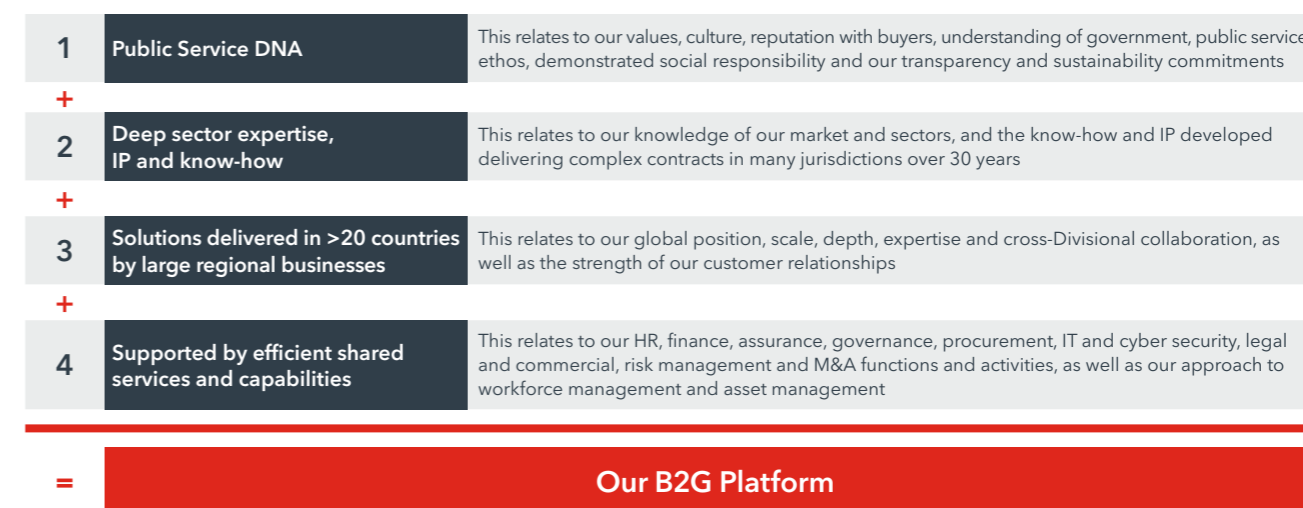 1
Public Service DNA
This relates to our values, culture, reputation with buyers, understanding of government, public service
ethos, demonstrated social responsibility and our transparency and sustainability commitments
+
2
Deep sector expertise,
IP and know-how
This relates to our knowledge of our market and sectors, and the know-how and IP developed
delivering complex contracts in many jurisdictions over 30 years
+
3
Solutions delivered in >20 countries
by large regional businesses
This relates to our global position, scale, depth, expertise and cross-Divisional collaboration, as
well as the strength of our customer relationships
+
4
Supported by efficient shared
services and capabilities
This relates to our HR, finance, assurance, governance, procurement, IT and cyber security, legal
and commercial, risk management and M&A functions and activities, as well as our approach to
workforce management and asset management
=
Our B2G Platform